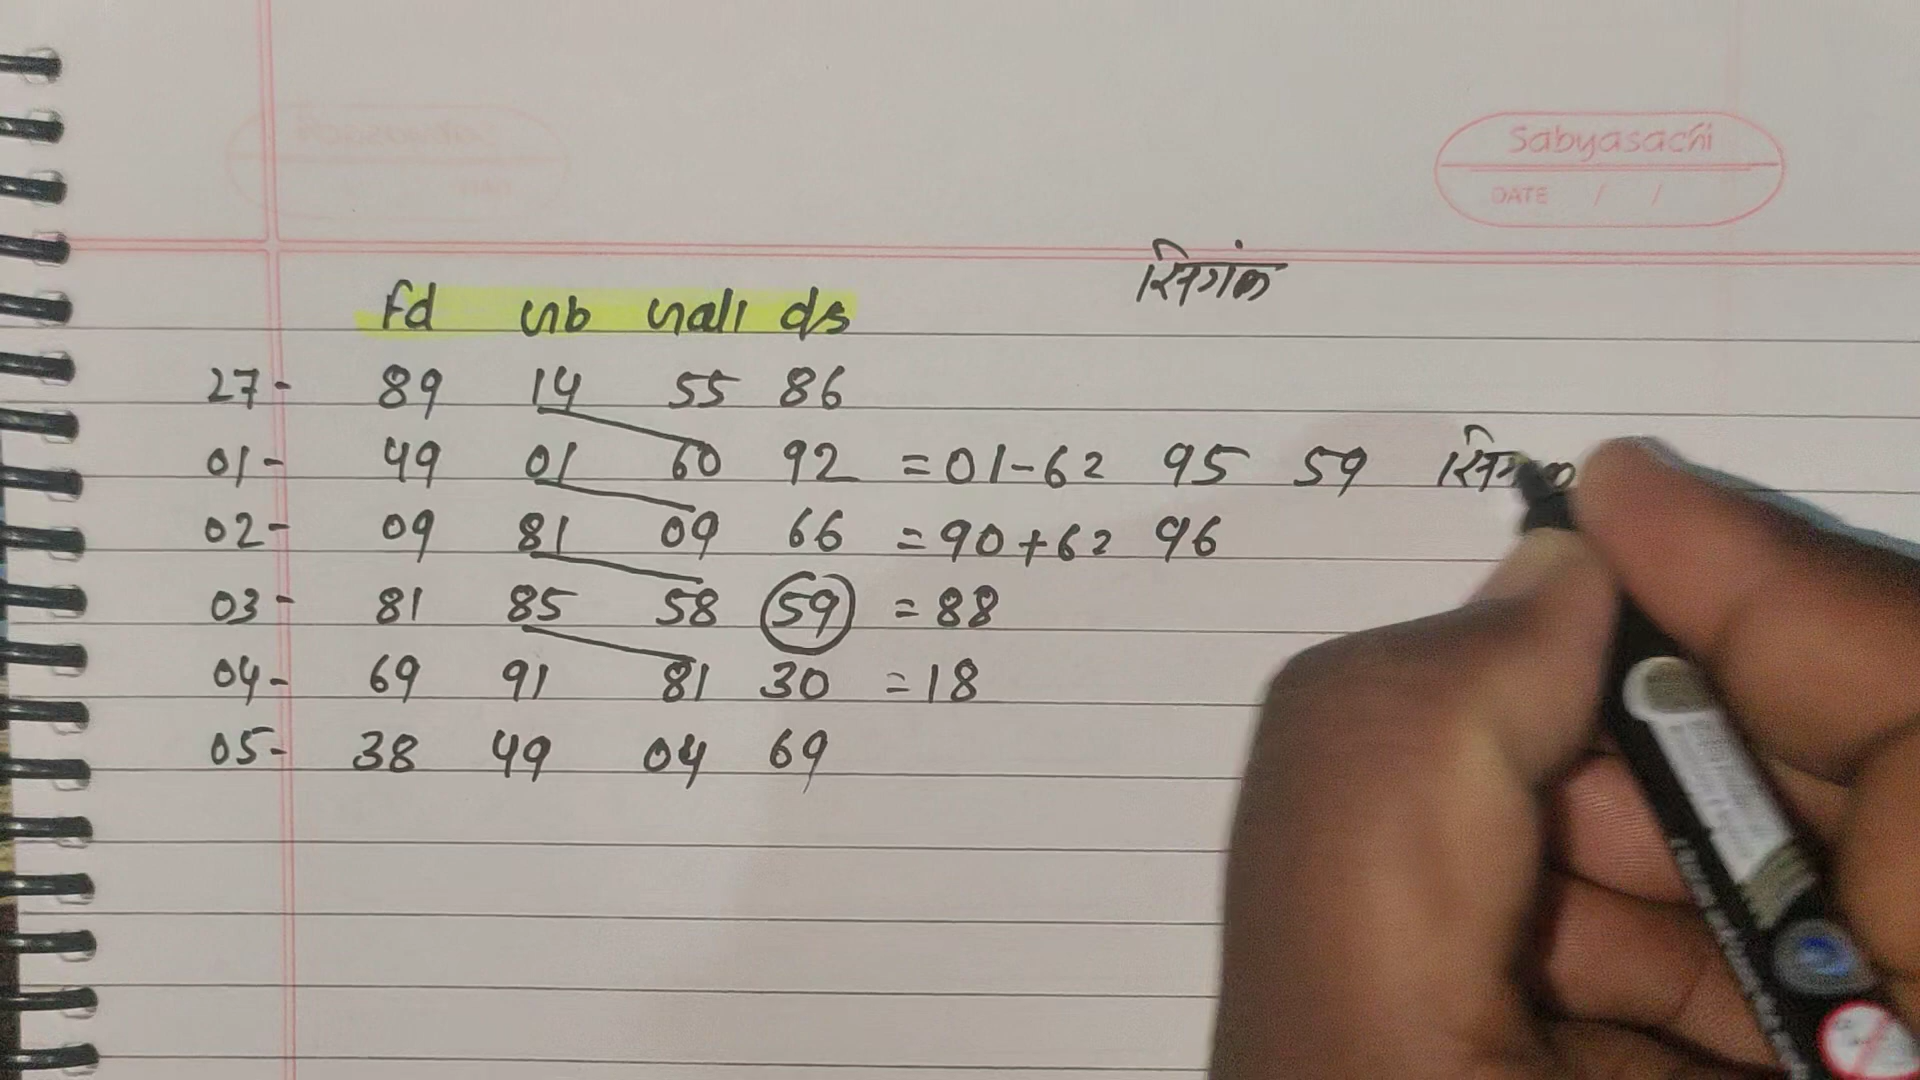 Sabyasachi
DATE / /
सिगंल
Fd gb gali ds
27- 89 14 55 86
01- 49 01 60 92 = 01-62 95 59 सिगल
02- 09 81 09 66 = 90+62 96
03- 81 85 58 59 = 88
04- 69 91 81 30 = 18
05- 38 49 04 69